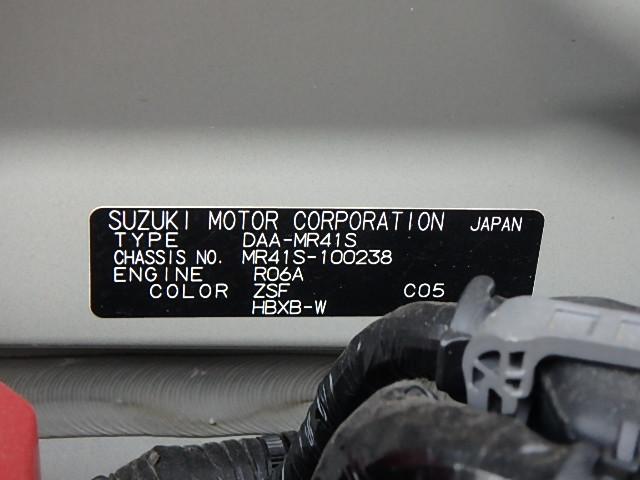 SUZUKI MOTOR CORPORATION JAPAN
TYPE DAA-MR41S
CHASSIS NO. MR41S-100238
ENGINE R06A
COLOR ZSF C05
HBXB-W